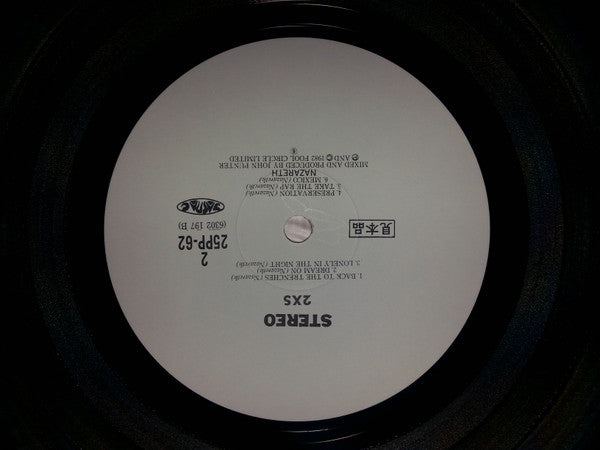 STEREO
2XS
1. BACK TO THE TRENCHES (Nazareth)
2. DREAM ON (Nazareth)
3. LONELY IN THE NIGHT (Nazareth)
見本品
2
25PP-62
(6302 197 B)
4. PRESERVATION (Nazareth)
5. TAKE THE RAP (Nazareth)
6. MEXICO (Nazareth)
NAZARETH
MIXED AND PRODUCED BY JOHN PUNTER
℗ AND © 1982 FOOL CIRCLE LIMITED